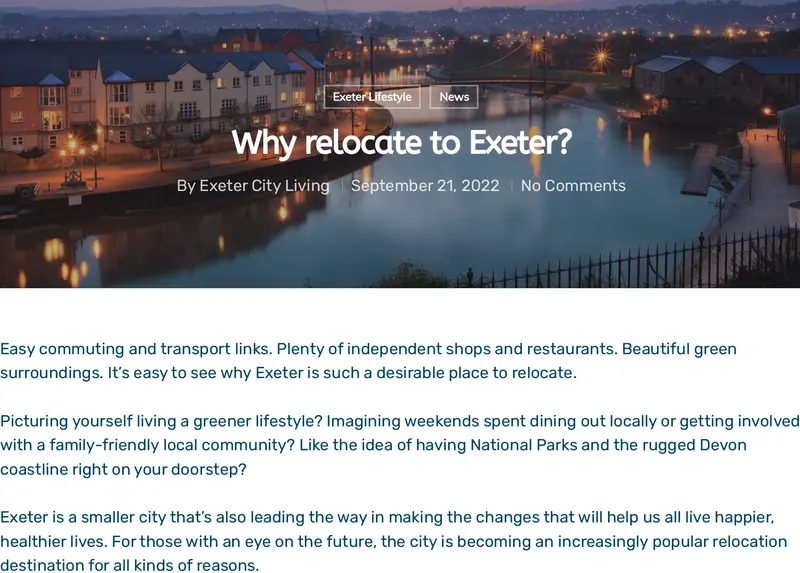 Exeter Lifestyle News
Why relocate to Exeter?
By Exeter City Living September 21, 2022 No Comments
Easy commuting and transport links. Plenty of independent shops and restaurants. Beautiful green
surroundings. It’s easy to see why Exeter is such a desirable place to relocate.
Picturing yourself living a greener lifestyle? Imagining weekends spent dining out locally or getting involved
with a family-friendly local community? Like the idea of having National Parks and the rugged Devon
coastline right on your doorstep?
Exeter is a smaller city that’s also leading the way in making the changes that will help us all live happier,
healthier lives. For those with an eye on the future, the city is becoming an increasingly popular relocation
destination for all kinds of reasons.